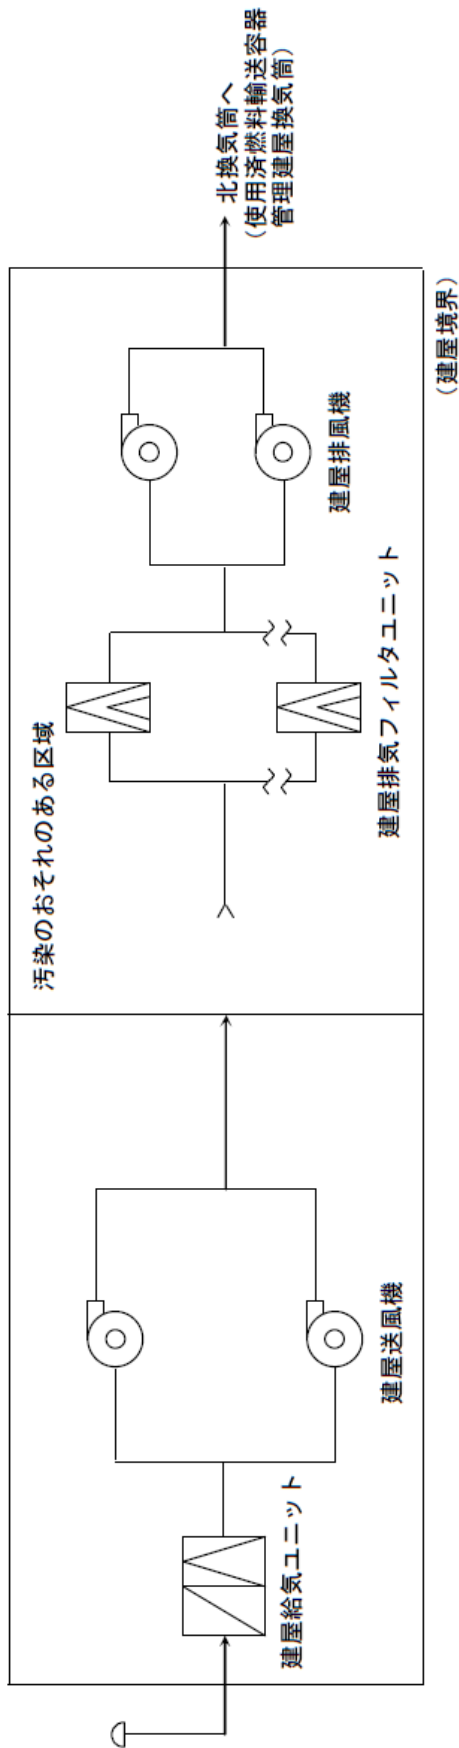 北換気筒へ
(使用済燃料輸送容器
管理建屋換気筒)
汚染のおそれのある区域
建屋排風機
(建屋境界)
建屋排気フィルタユニット
建屋送風機
建屋給気ユニット